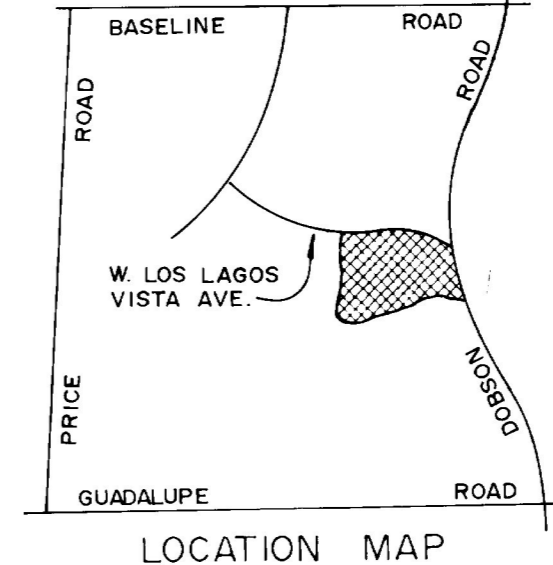 BASELINE ROAD
ROAD
ROAD
W. LOS LAGOS
VISTA AVE.
PRICE
DOBSON
GUADALUPE ROAD
LOCATION MAP